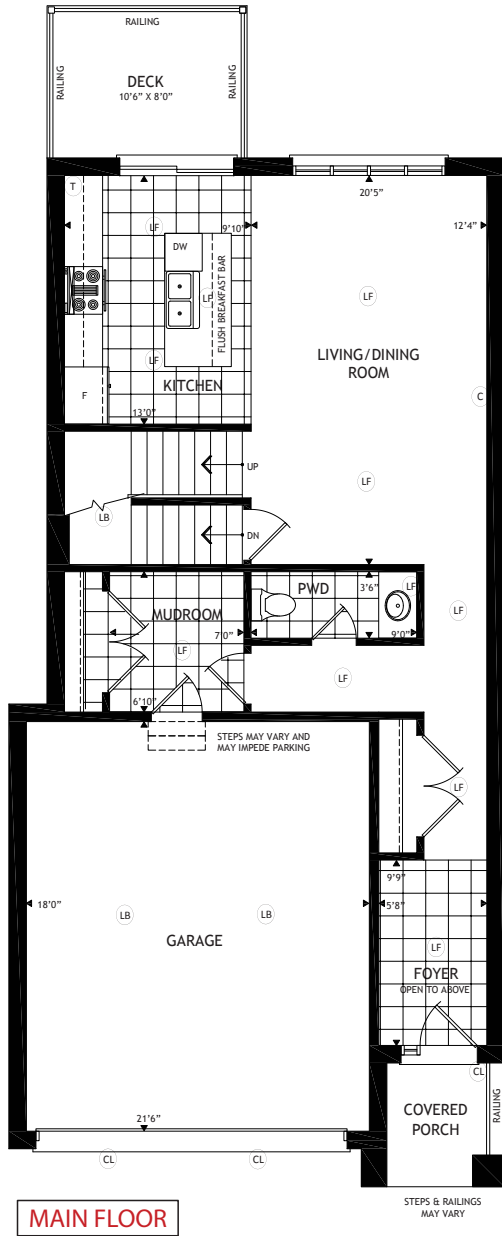 RAILING
RAILING
RAILING
DECK
10'6" X 8'0"
T
20'5"
LF
9'10"
12'4"
DW
LF
LF
FLUSH BREAKFAST BAR
LIVING/DINING
ROOM
LF
F
KITCHEN
C
13'0"
UP
LF
LB
DN
PWD
3'6"
LF
MUDROOM
7'0"
9'0"
LF
LF
LF
6'10"
STEPS MAY VARY AND
MAY IMPEDE PARKING
LF
9'9"
18'0"
5'8"
LB
LB
GARAGE
LF
FOYER
OPEN TO ABOVE
CL
21'6"
COVERED
PORCH
RAILING
CL
CL
STEPS & RAILINGS
MAY VARY
MAIN FLOOR